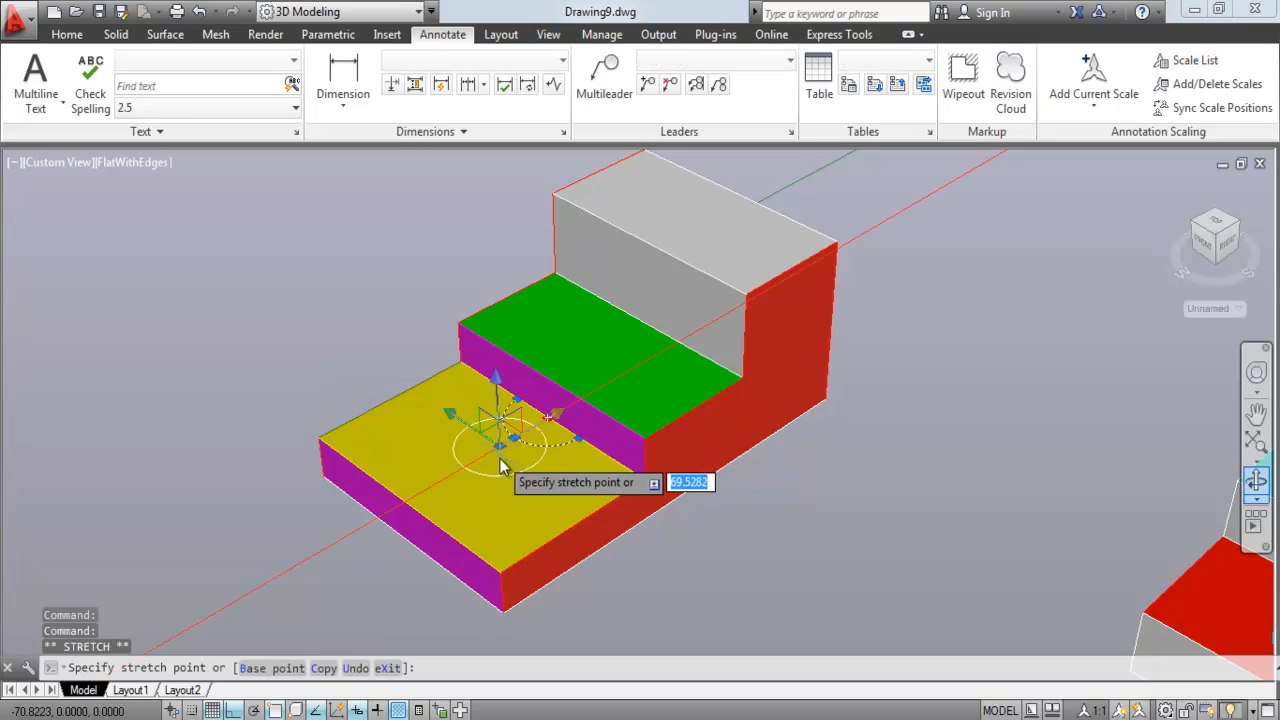 3D Modeling
Drawing9.dwg
Type a keyword or phrase
Sign In
Home Solid Surface Mesh Render Parametric Insert Annotate Layout View Manage Output Plug-ins Online Express Tools
Multiline Text
ABC
Check Spelling
Find text
2.5
Dimension
Multileader
Table
Wipeout
Revision Cloud
Add Current Scale
Scale List
Add/Delete Scales
Sync Scale Positions
Text
Dimensions
Leaders
Tables
Markup
Annotation Scaling
[−][Custom View][FlatWithEdges]
TOP
FRONT
RIGHT
S
Unnamed
Specify stretch point or
69.5282
Command:
Command:
** STRETCH **
Specify stretch point or [Base point Copy Undo eXit]:
Model Layout1 Layout2
-70.8223, 0.0000, 0.0000
MODEL
1:1